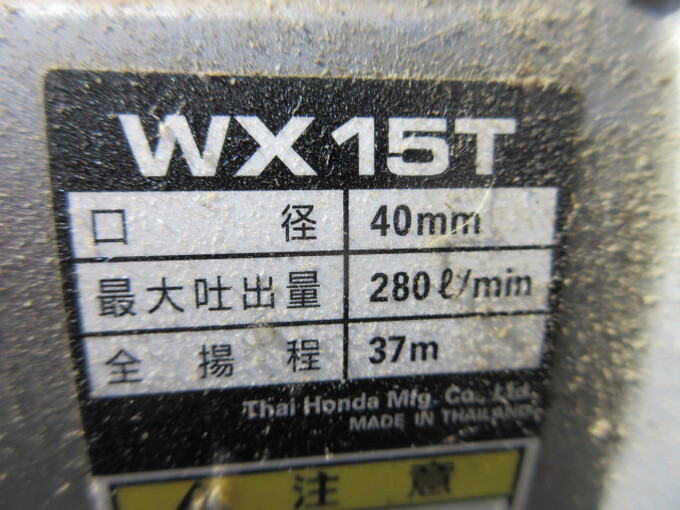 WX15T
口径 40mm
最大吐出量 280ℓ/min
全揚程 37m
Thai Honda Mfg. Co., Ltd.
MADE IN THAILAND
注意